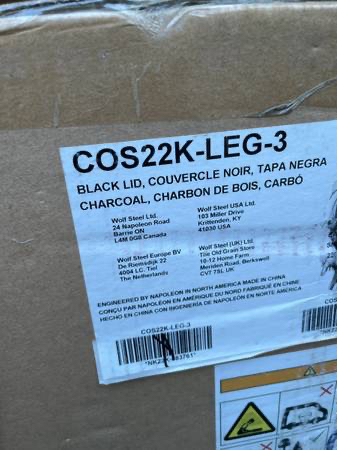 COS22K-LEG-3
BLACK LID, COUVERCLE NOIR, TAPA NEGRA
CHARCOAL, CHARBON DE BOIS, CARBÓ
Wolf Steel Ltd.
24 Napoleon Road
Barrie ON
L4M 0G8 Canada
Wolf Steel USA Ltd.
103 Miller Drive
Krittenden, KY
41030 USA
Wolf Steel Europe BV
De Riemsdijk 22
4004 LC, Tiel
The Netherlands
Wolf Steel (UK) Ltd.
The Old Grain Store
10-12 Home Farm
Meriden Road, Berkswell
CV7 7SL UK
ENGINEERED BY NAPOLEON IN NORTH AMERICA MADE IN CHINA
CONÇU PAR NAPOLÉON EN AMÉRIQUE DU NORD FABRIQUÉ EN CHINE
HECHO EN CHINA CON INGENIERÍA DE NAPOLEÓN EN NORTE AMÉRICA
COS22K-LEG-3